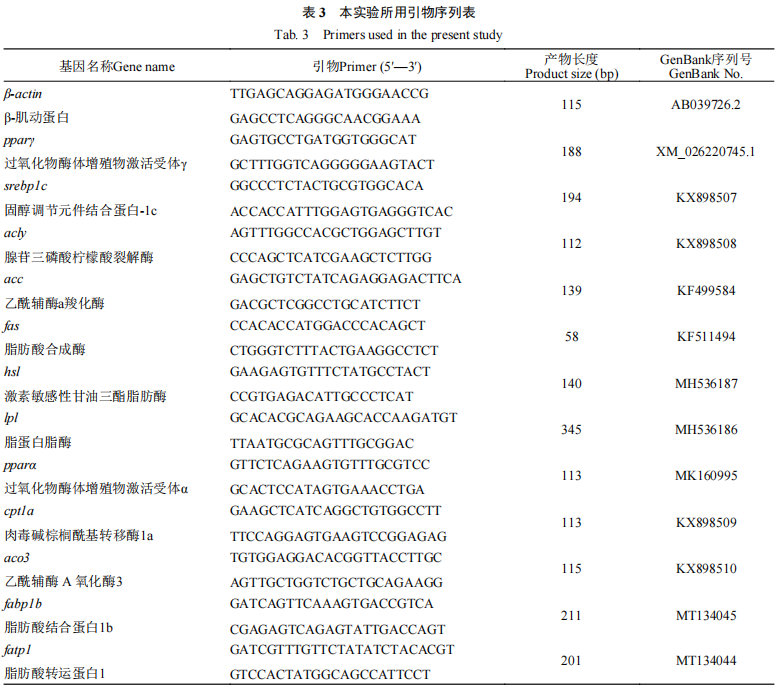 表 3 本实验所用引物序列表
Tab. 3 Primers used in the present study
基因名称Gene name 引物Primer (5′—3′) 产物长度 Product size (bp) GenBank序列号 GenBank No.
β-actin TTGAGCAGGAGATGGGAACCG
115 AB039726.2
β-肌动蛋白 GAGCCTCAGGGCAACGGAAA
pparγ GAGTGCCTGATGGTGGGCAT
188 XM_026220745.1
过氧化物酶体增殖物激活受体γ GCTTTGGTCAGGGGGAAGTACT
srebp1c GGCCCTCTACTGCGTGGCACA
194 KX898507
固醇调节元件结合蛋白-1c ACCACCATTTGGAGTGAGGGTCAC
acly AGTTTGGCCACGCTGGAGCTTGT
112 KX898508
腺苷三磷酸柠檬酸裂解酶 CCCAGCTCATCGAAGCTCTTGG
acc GAGCTGTCTATCAGAGGAGACTTCA
139 KF499584
乙酰辅酶a羧化酶 GACGCTCGGCCTGCATCTTCT
fas CCACACCATGGACCCACAGCT
58 KF511494
脂肪酸合成酶 CTGGGTCTTTACTGAAGGCCTCT
hsl GAAGAGTGTTTCTATGCCTACT
140 MH536187
激素敏感性甘油三酯脂肪酶 CCGTGAGACATTGCCCTCAT
lpl GCACACGCAGAAGCACCAAGATGT
345 MH536186
脂蛋白脂酶 TTAATGCGCAGTTTGCGGAC
pparα GTTCTCAGAAGTGTTTGCGTCC
113 MK160995
过氧化物酶体增殖物激活受体α GCACTCCATAGTGAAACCTGA
cpt1a GAAGCTCATCAGGCTGTGGCCTT
113 KX898509
肉毒碱棕榈酰基转移酶1a TTCCAGGAGTGAAGTCCGGAGAG
aco3 TGTGGAGGACACGGTTACCTTGC
115 KX898510
乙酰辅酶 A 氧化酶3 AGTTGCTGGTCTGCTGCAGAAGG
fabp1b GATCAGTTCAAAGTGACCGTCA
211 MT134045
脂肪酸结合蛋白1b CGAGAGTCAGAGTATTGACCAGT
fatp1 GATCGTTTGTTCTATATCTACACGT
201 MT134044
脂肪酸转运蛋白1 GTCCACTATGGCAGCCATTCCT